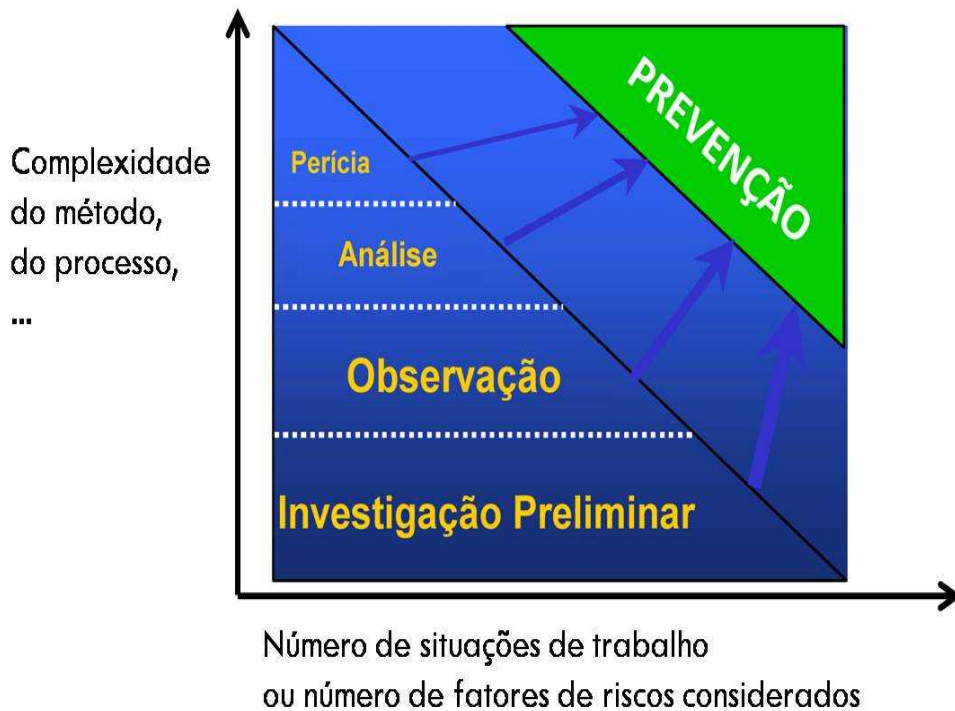 Complexidade
do método,
do processo,
...
Perícia
Análise
Observação
Investigação Preliminar
PREVENÇÃO
Número de situações de trabalho
ou número de fatores de riscos considerados